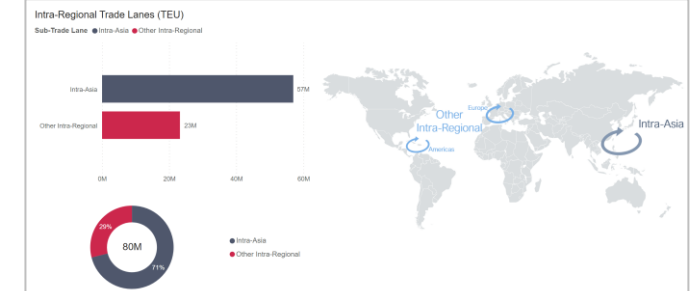 Intra-Regional Trade Lanes (TEU)
Sub-Trade Lane Intra-Asia Other Intra-Regional
Intra-Asia 57M
Other Intra-Regional 23M
0M 20M 40M 60M
Europe
Other
Intra-Regional
Americas
Intra-Asia
29%
80M
71%
Intra-Asia
Other Intra-Regional